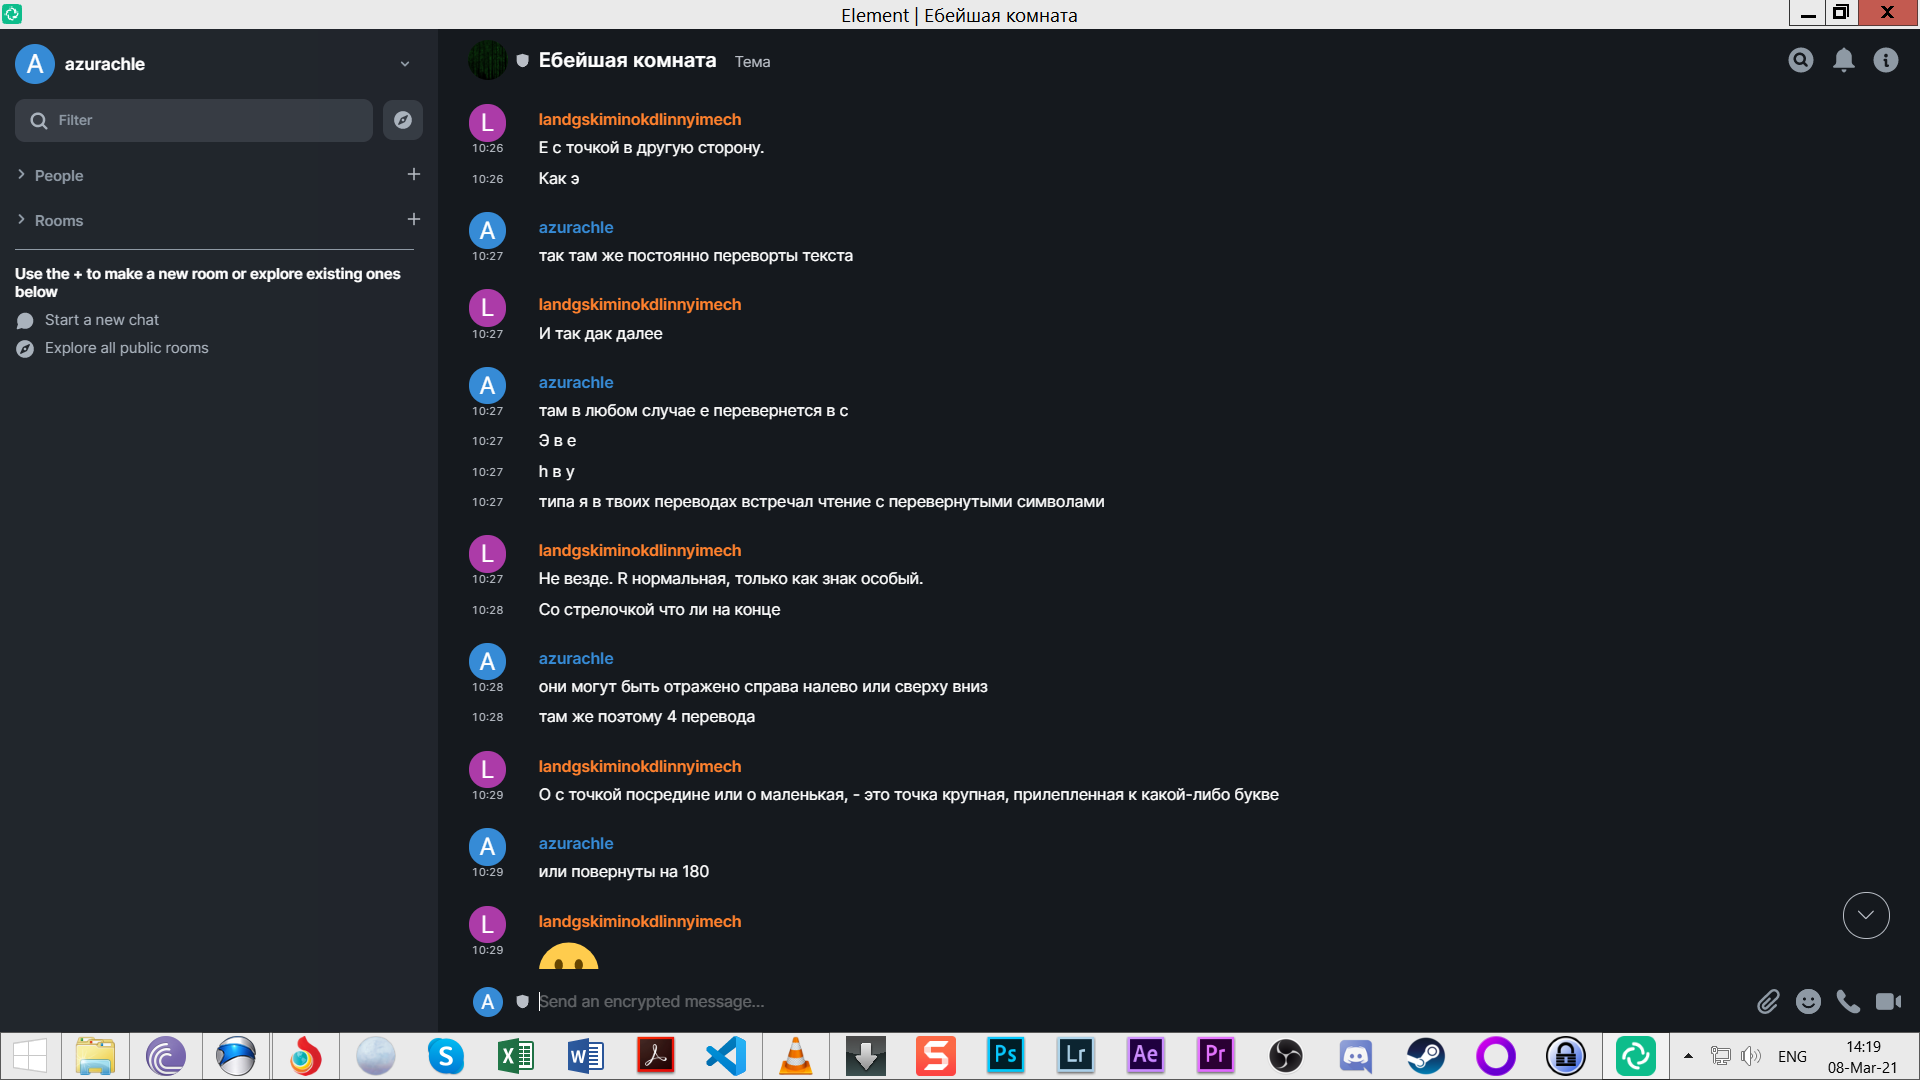 Element | Ебейшая комната
A azurachle
Filter
People
Rooms
Use the + to make a new room or explore existing ones
below
Start a new chat
Explore all public rooms
Ебейшая комната Тема
L landgskiminokdlinnyimech
10:26 Е с точкой в другую сторону.
10:26 Как э
A azurachle
10:27 так там же постоянно переворты текста
L landgskiminokdlinnyimech
10:27 И так дак далее
A azurachle
10:27 там в любом случае е перевернется в с
10:27 Э в е
10:27 h в у
10:27 типа я в твоих переводах встречал чтение с перевернутыми символами
L landgskiminokdlinnyimech
10:27 Не везде. R нормальная, только как знак особый.
10:28 Со стрелочкой что ли на конце
A azurachle
10:28 они могут быть отражено справа налево или сверху вниз
10:28 там же поэтому 4 перевода
L landgskiminokdlinnyimech
10:29 О с точкой посредине или о маленькая, - это точка крупная, прилепленная к какой-либо букве
A azurachle
10:29 или повернуты на 180
L landgskiminokdlinnyimech
10:29
A Send an encrypted message...
Ps Lr Ae Pr
ENG
14:19
08-Mar-21